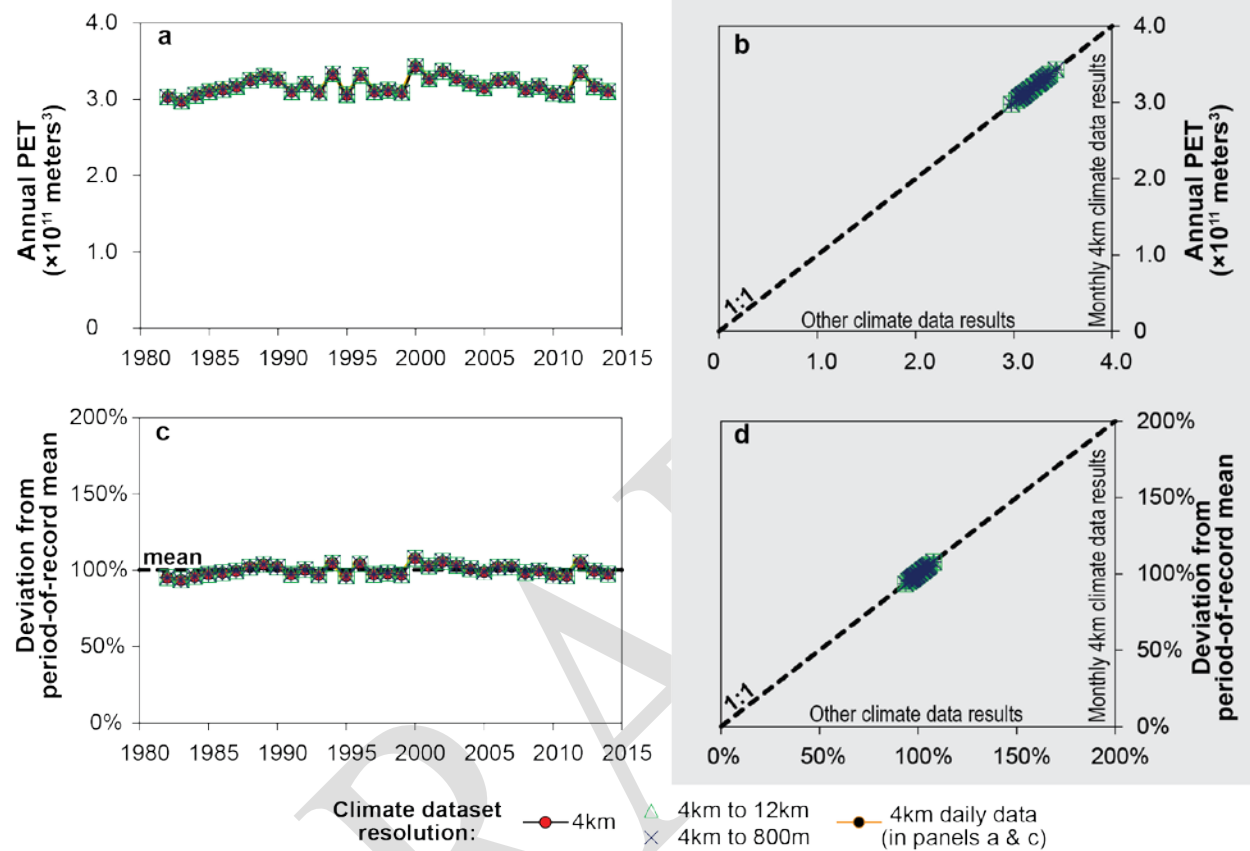 a
4.0
3.0
2.0
1.0
0
Annual PET
(×10¹¹ meters³)
1980 1985 1990 1995 2000 2005 2010 2015
b
4.0
3.0
2.0
1.0
0
Annual PET
(×10¹¹ meters³)
Monthly 4km climate data results
1:1
Other climate data results
0 1.0 2.0 3.0 4.0
c
200%
150%
100%
50%
0%
Deviation from
period-of-record mean
mean
1980 1985 1990 1995 2000 2005 2010 2015
d
200%
150%
100%
50%
0%
Deviation from
period-of-record mean
Monthly 4km climate data results
1:1
Other climate data results
0% 50% 100% 150% 200%
Climate dataset
resolution:
4km
4km to 12km
4km to 800m
4km daily data
(in panels a & c)